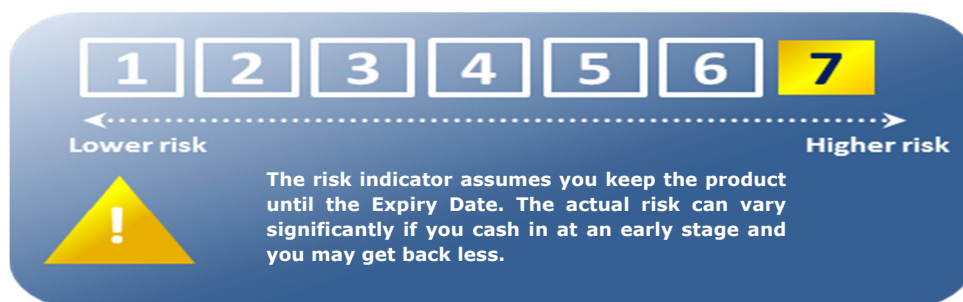 1 2 3 4 5 6 7
Lower risk Higher risk
!
The risk indicator assumes you keep the product
until the Expiry Date. The actual risk can vary
significantly if you cash in at an early stage and
you may get back less.